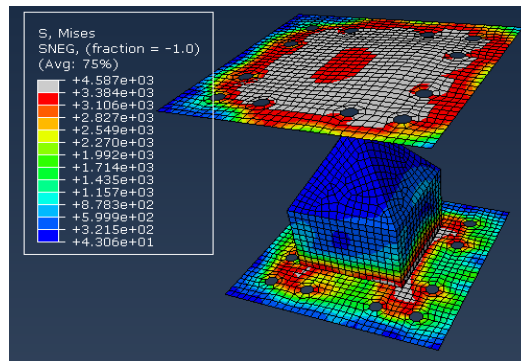 S, Mises
SNEG, (fraction = -1.0)
(Avg: 75%)
+4.587e+03
+3.384e+03
+3.106e+03
+2.827e+03
+2.549e+03
+2.270e+03
+1.992e+03
+1.714e+03
+1.435e+03
+1.157e+03
+8.783e+02
+5.999e+02
+3.215e+02
+4.306e+01